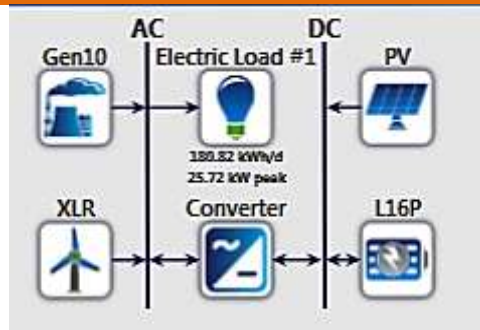 AC DC
Gen10 Electric Load #1 PV
180.82 kWh/d
25.72 kW peak
XLR Converter L16P